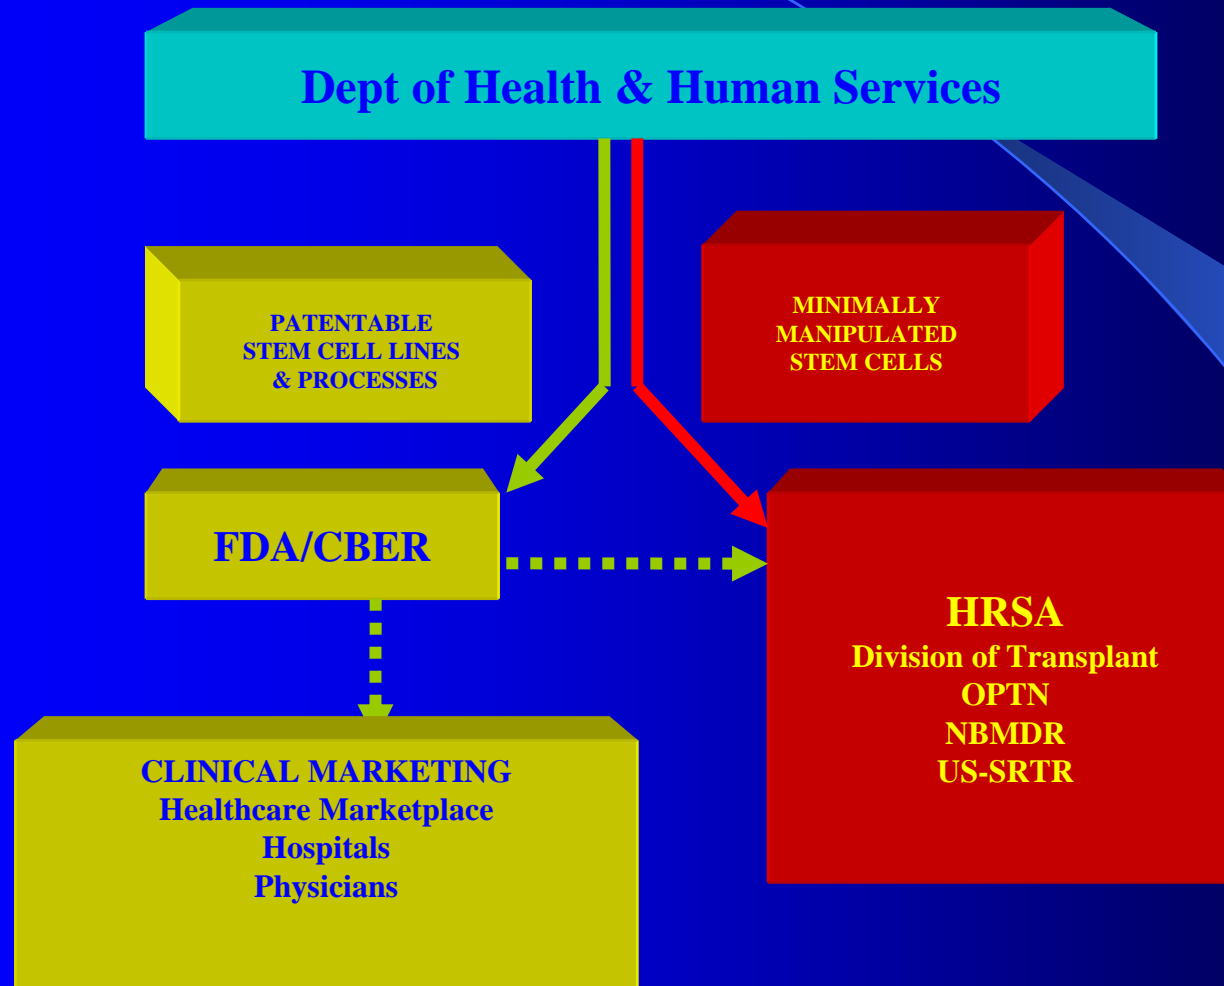 Dept of Health & Human Services
PATENTABLE
STEM CELL LINES
& PROCESSES
MINIMALLY
MANIPULATED
STEM CELLS
FDA/CBER
HRSA
Division of Transplant
OPTN
NBMDR
US-SRTR
CLINICAL MARKETING
Healthcare Marketplace
Hospitals
Physicians